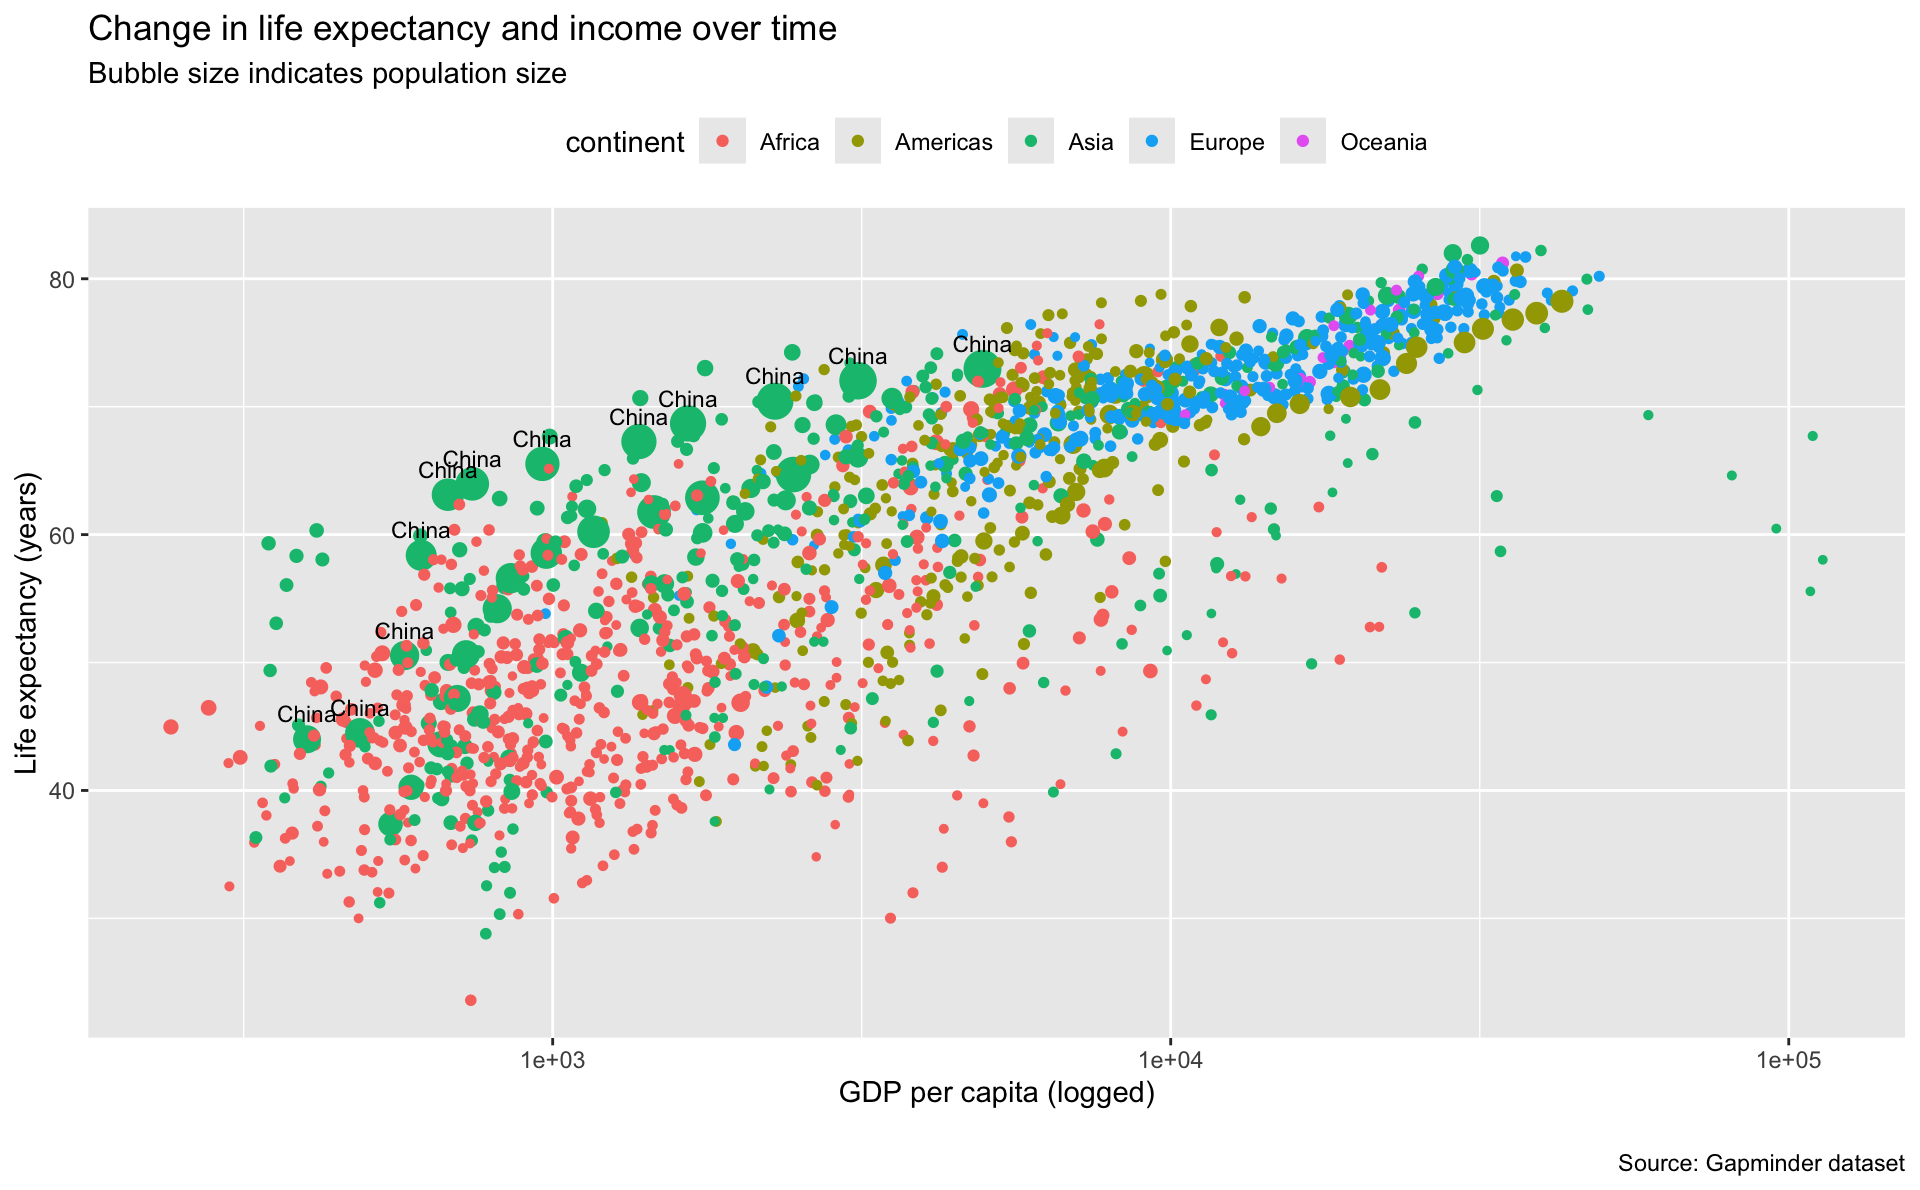 Change in life expectancy and income over time
Bubble size indicates population size
continent Africa Americas Asia Europe Oceania
80
60
40
Life expectancy (years)
China
China
China
China
China
China
China
China
China
China
China
China
1e+03 1e+04 1e+05
GDP per capita (logged)
Source: Gapminder dataset